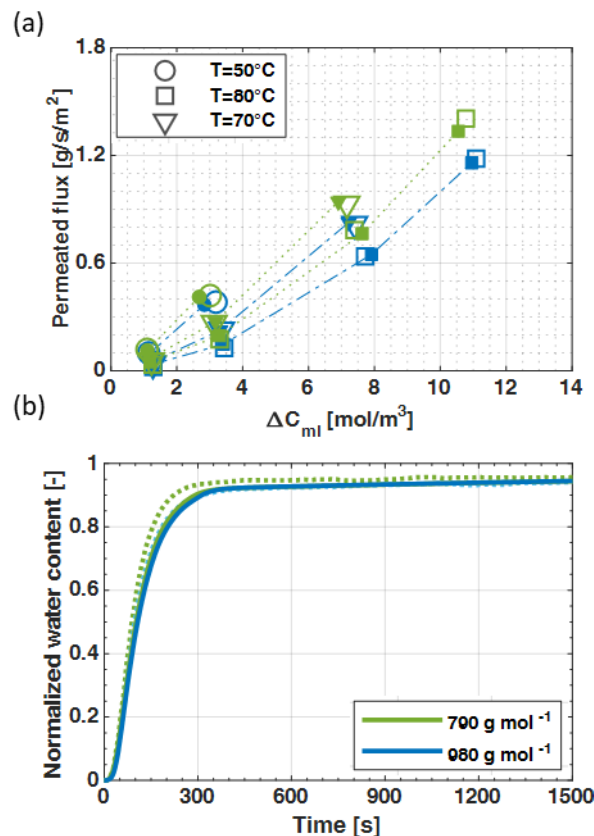 (a)
Permeated flux [g/s/m²]
1.8
1.2
0.6
0
T=50°C
T=80°C
T=70°C
0 2 4 6 8 10 12 14
ΔC_ml [mol/m³]
(b)
Normalized water content [-]
1
0.8
0.6
0.4
0.2
0
790 g mol ⁻¹
980 g mol ⁻¹
0 300 600 900 1200 1500
Time [s]